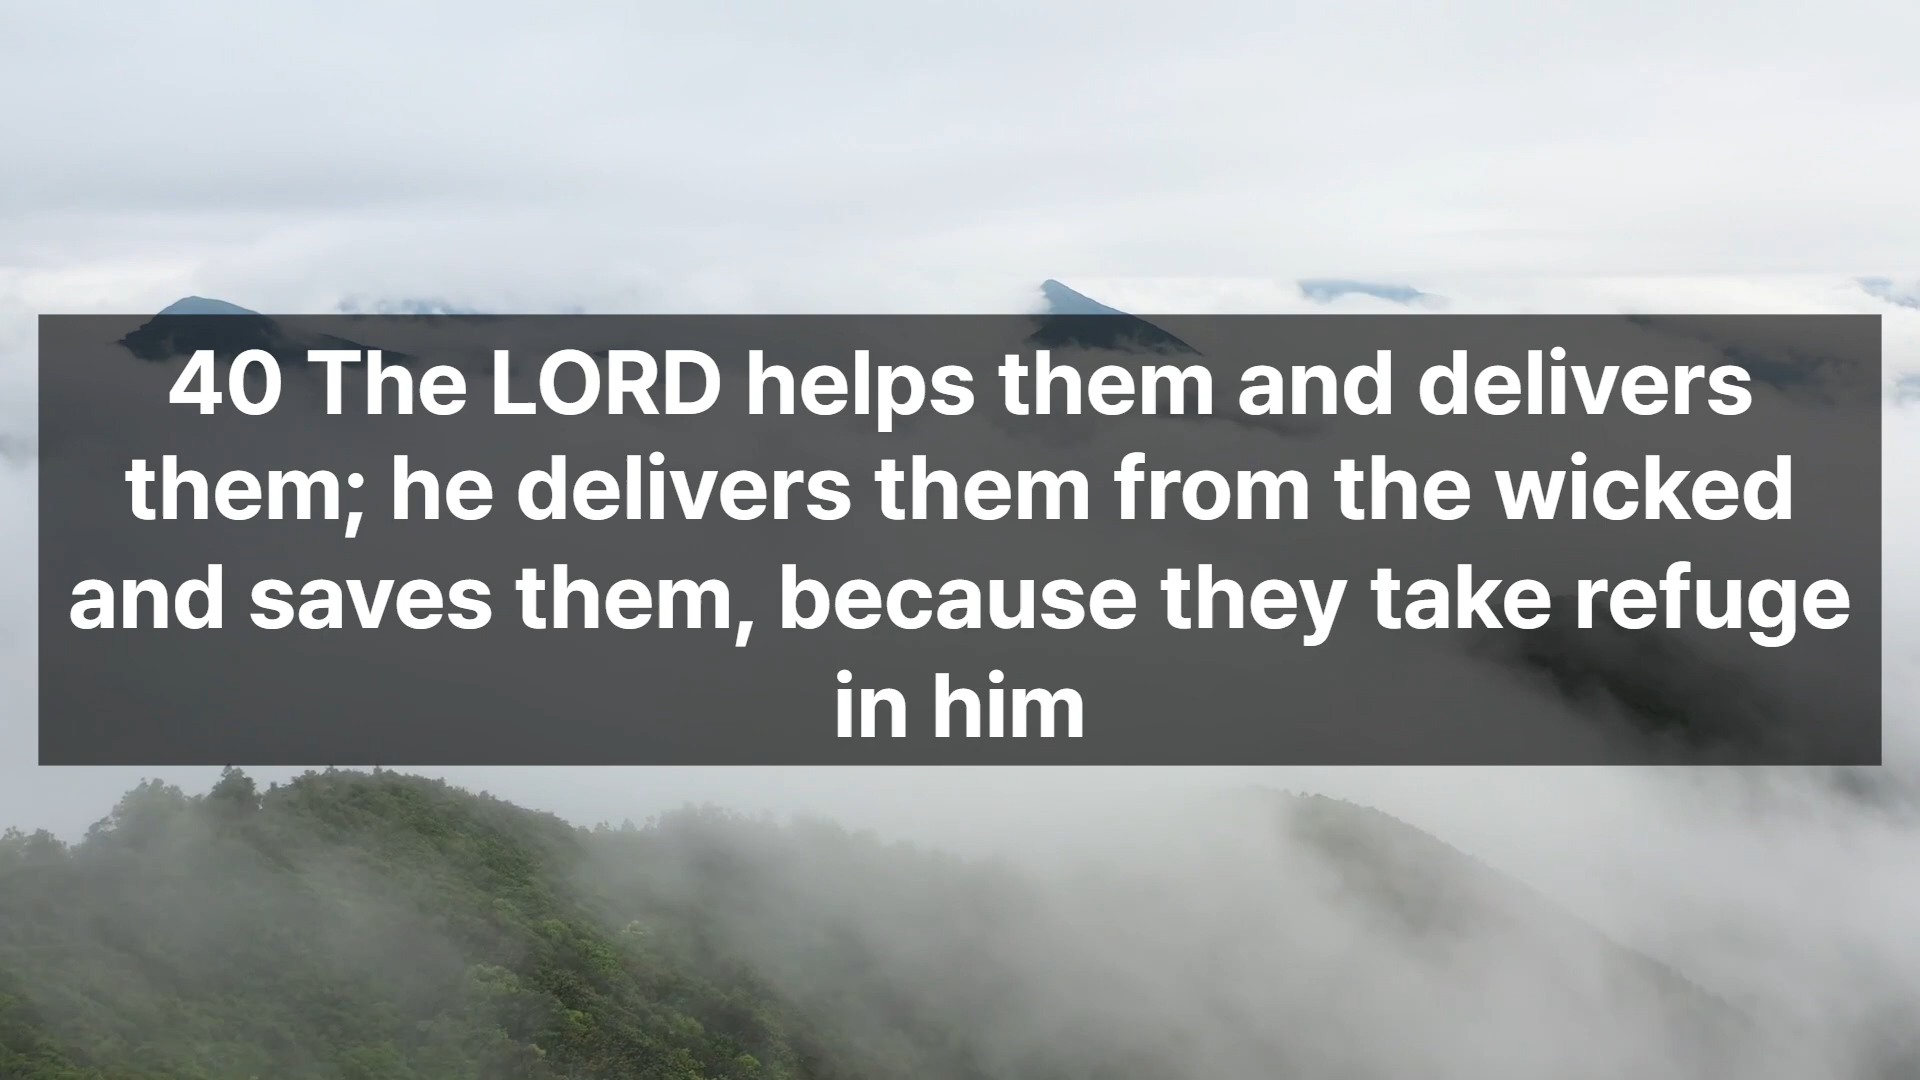 40 The LORD helps them and delivers
them; he delivers them from the wicked
and saves them, because they take refuge
in him